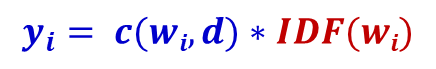 yᵢ = c(wᵢ,d) * IDF(wᵢ)